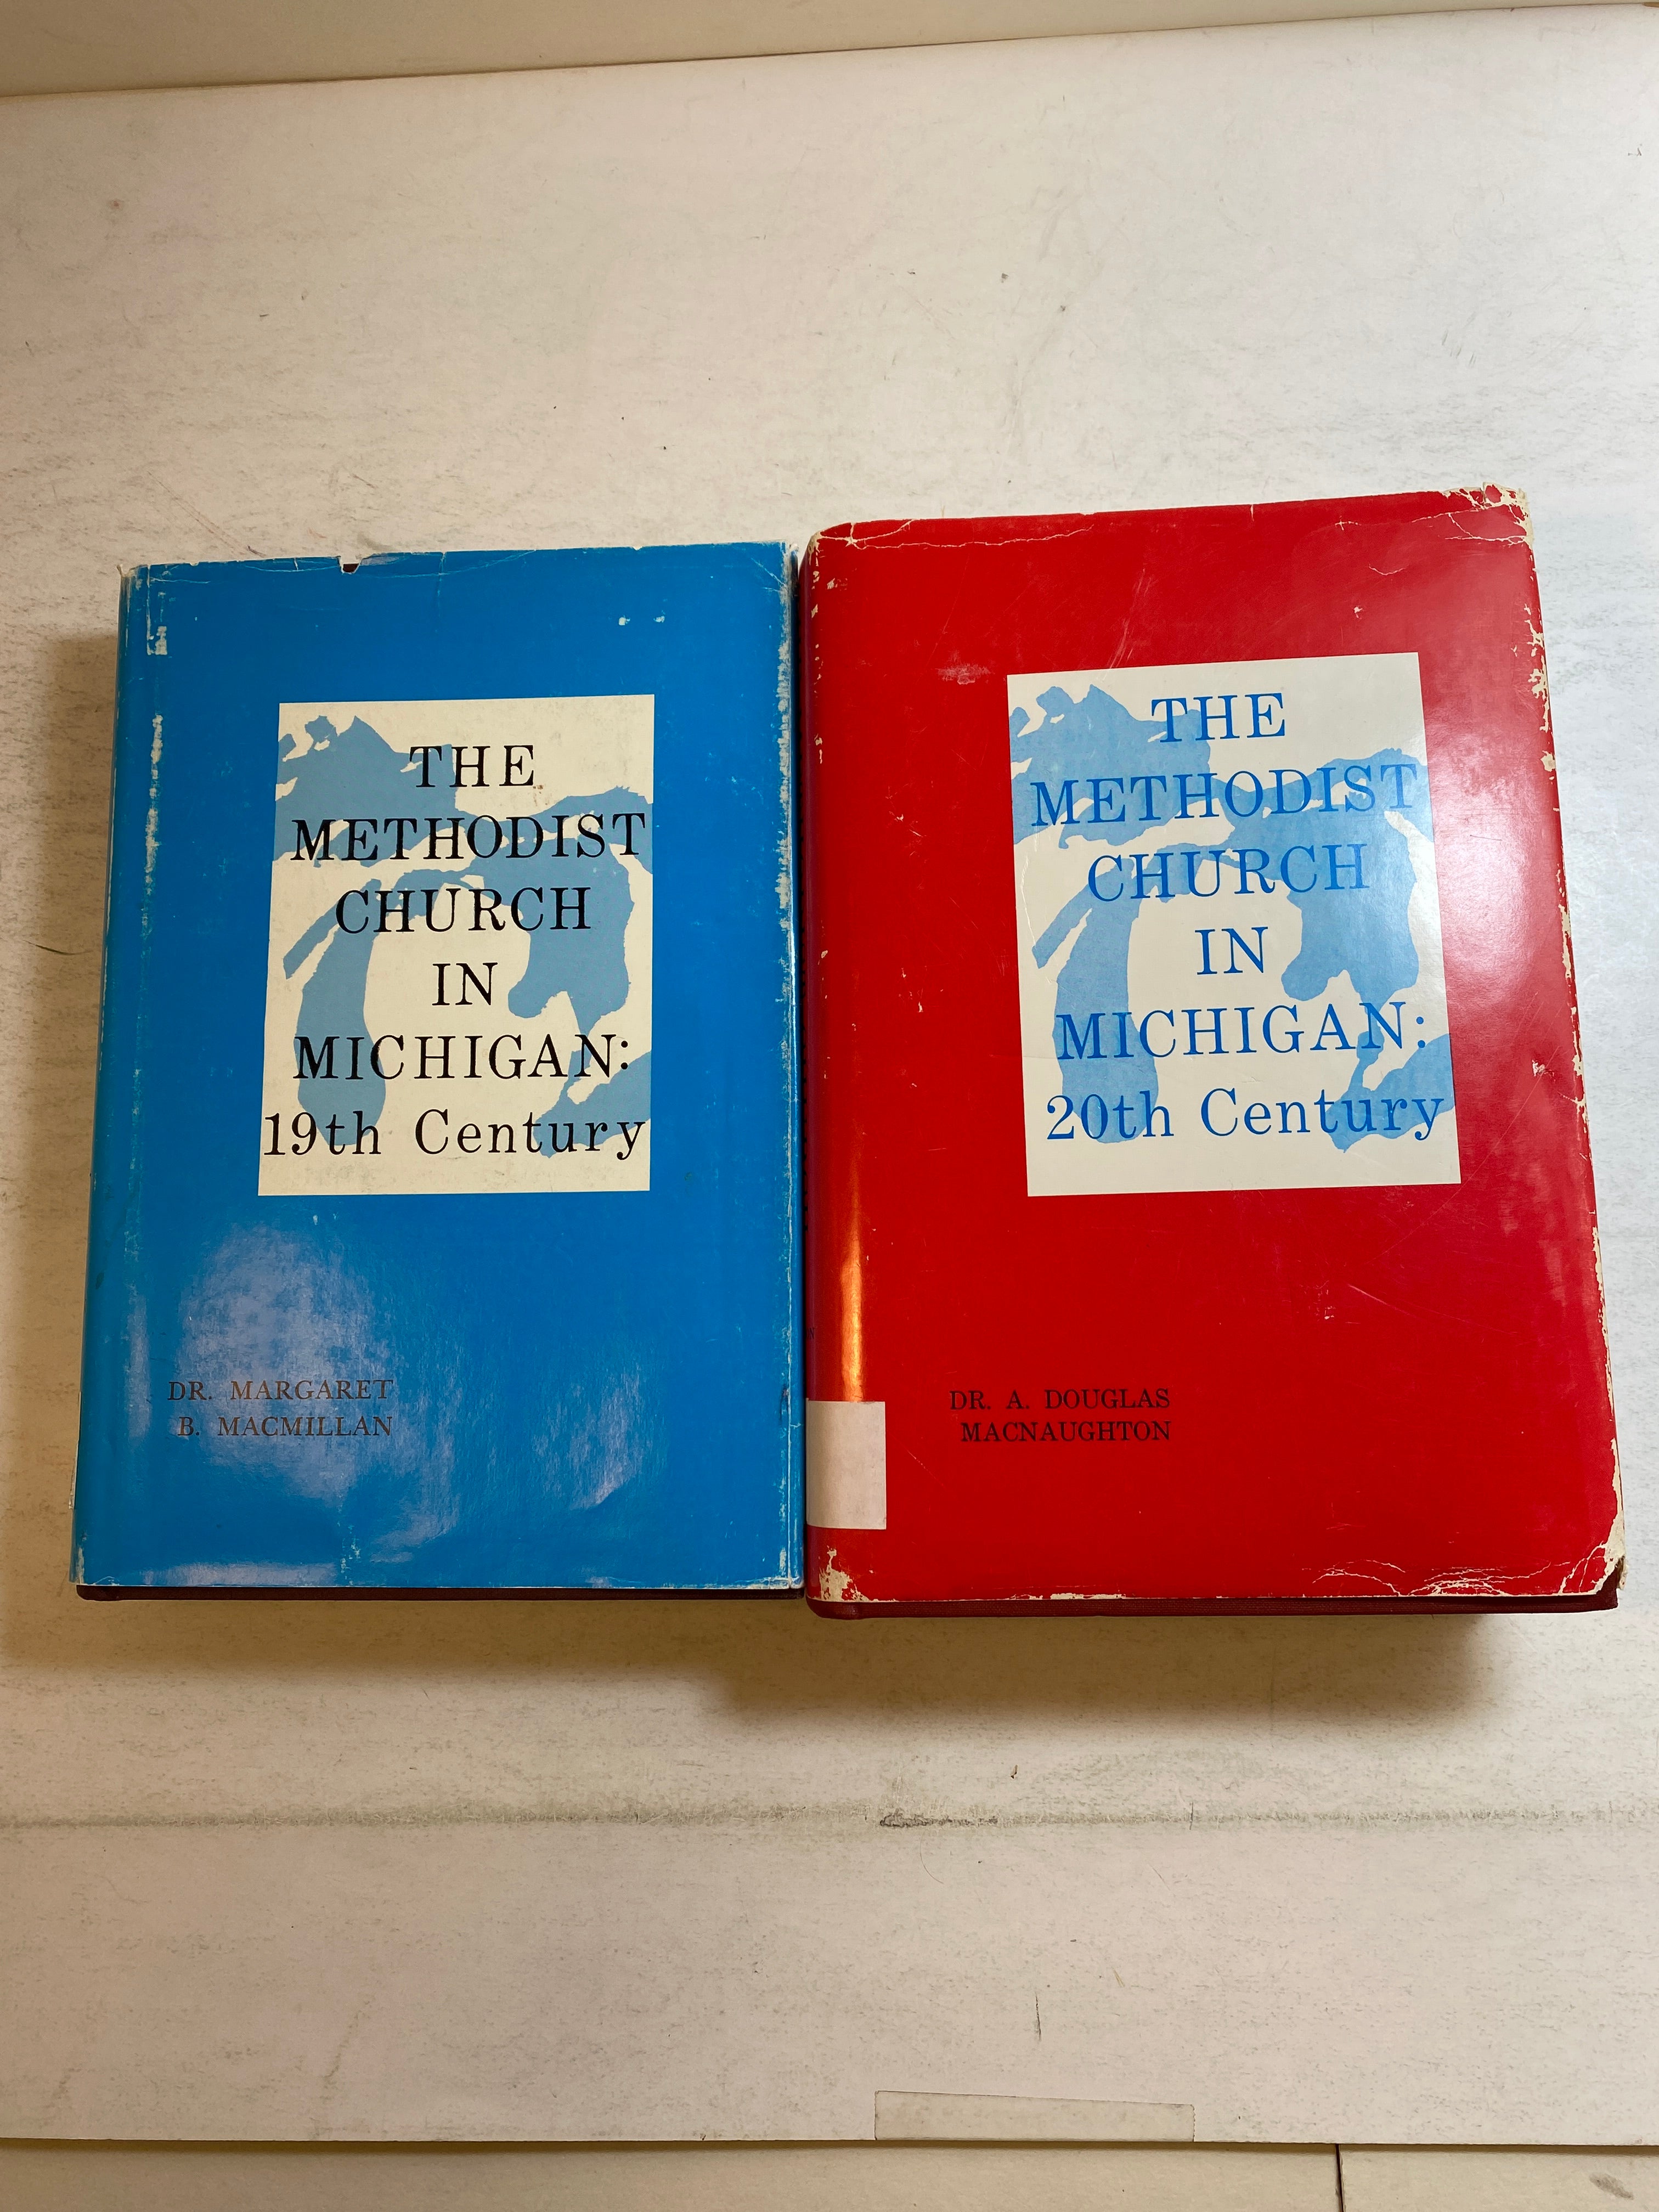 THE
METHODIST
CHURCH
IN
MICHIGAN:
19th Century
DR. MARGARET
B. MACMILLAN
THE
METHODIST
CHURCH
IN
MICHIGAN:
20th Century
DR. A. DOUGLAS
MACNAUGHTON